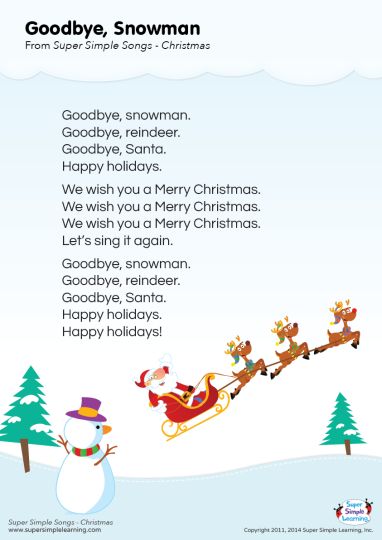 Goodbye, Snowman
From Super Simple Songs - Christmas
Goodbye, snowman.
Goodbye, reindeer.
Goodbye, Santa.
Happy holidays.
We wish you a Merry Christmas.
We wish you a Merry Christmas.
We wish you a Merry Christmas.
Let's sing it again.
Goodbye, snowman.
Goodbye, reindeer.
Goodbye, Santa.
Happy holidays.
Happy holidays!
Super Simple Learning
Super Simple Songs - Christmas
www.supersimplelearning.com
Copyright 2011, 2014 Super Simple Learning, Inc.